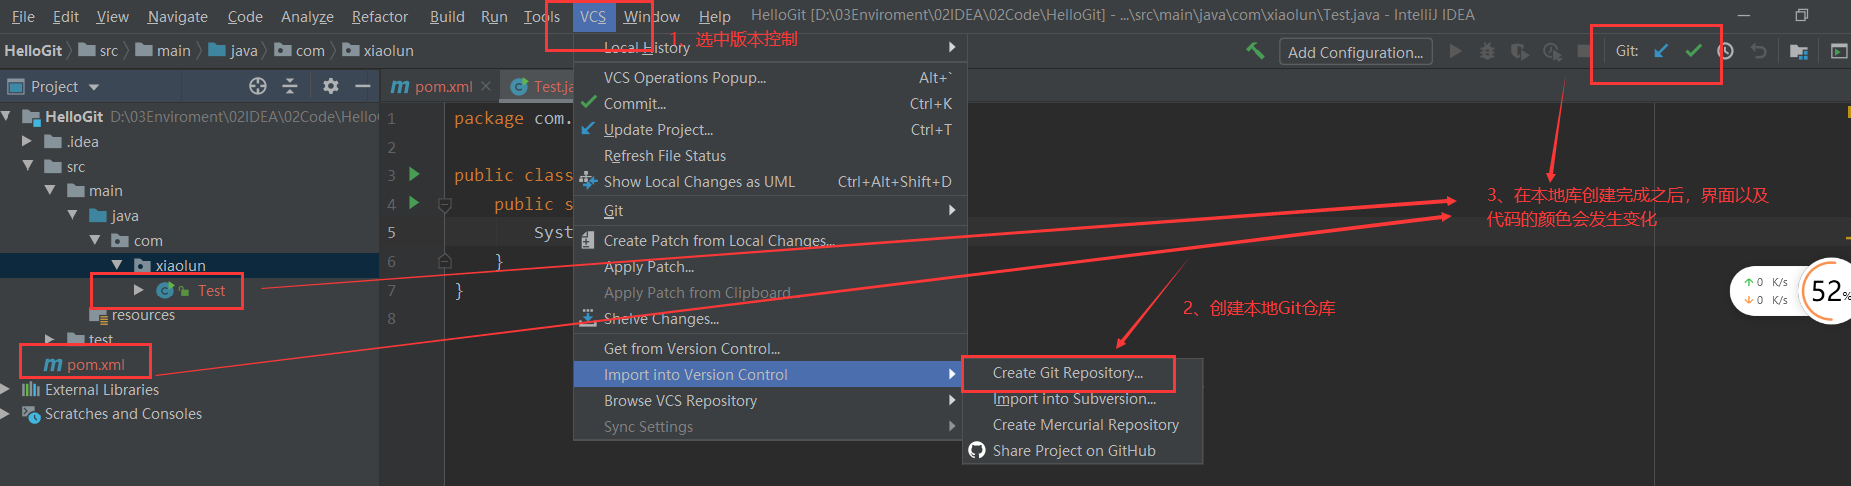 File Edit View Navigate Code Analyze Refactor Build Run Tools VCS Window Help HelloGit [D:\03Enviroment\02IDEA\02Code\HelloGit] - ...\src\main\java\com\xiaolun\Test.java - IntelliJ IDEA
1、选中版本控制
HelloGit src main java com xiaolun
Add Configuration... Git:
Project
pom.xml Test.ja
HelloGit D:\03Enviroment\02IDEA\02Code\Hello
.idea
src
main
java
com
xiaolun
Test
resources
test
pom.xml
External Libraries
Scratches and Consoles
1 package com.
2
3 public class
4 public s
5 Syst
6 }
7 }
8
Local History
VCS Operations Popup... Alt+`
Commit... Ctrl+K
Update Project... Ctrl+T
Refresh File Status
Show Local Changes as UML Ctrl+Alt+Shift+D
Git
Create Patch from Local Changes...
Apply Patch...
Apply Patch from Clipboard...
Shelve Changes...
Get from Version Control...
Import into Version Control
Browse VCS Repository
Sync Settings
Create Git Repository...
Import into Subversion...
Create Mercurial Repository
Share Project on GitHub
2、创建本地Git仓库
3、在本地库创建完成之后，界面以及
代码的颜色会发生变化
0 K/s
0 K/s
52%